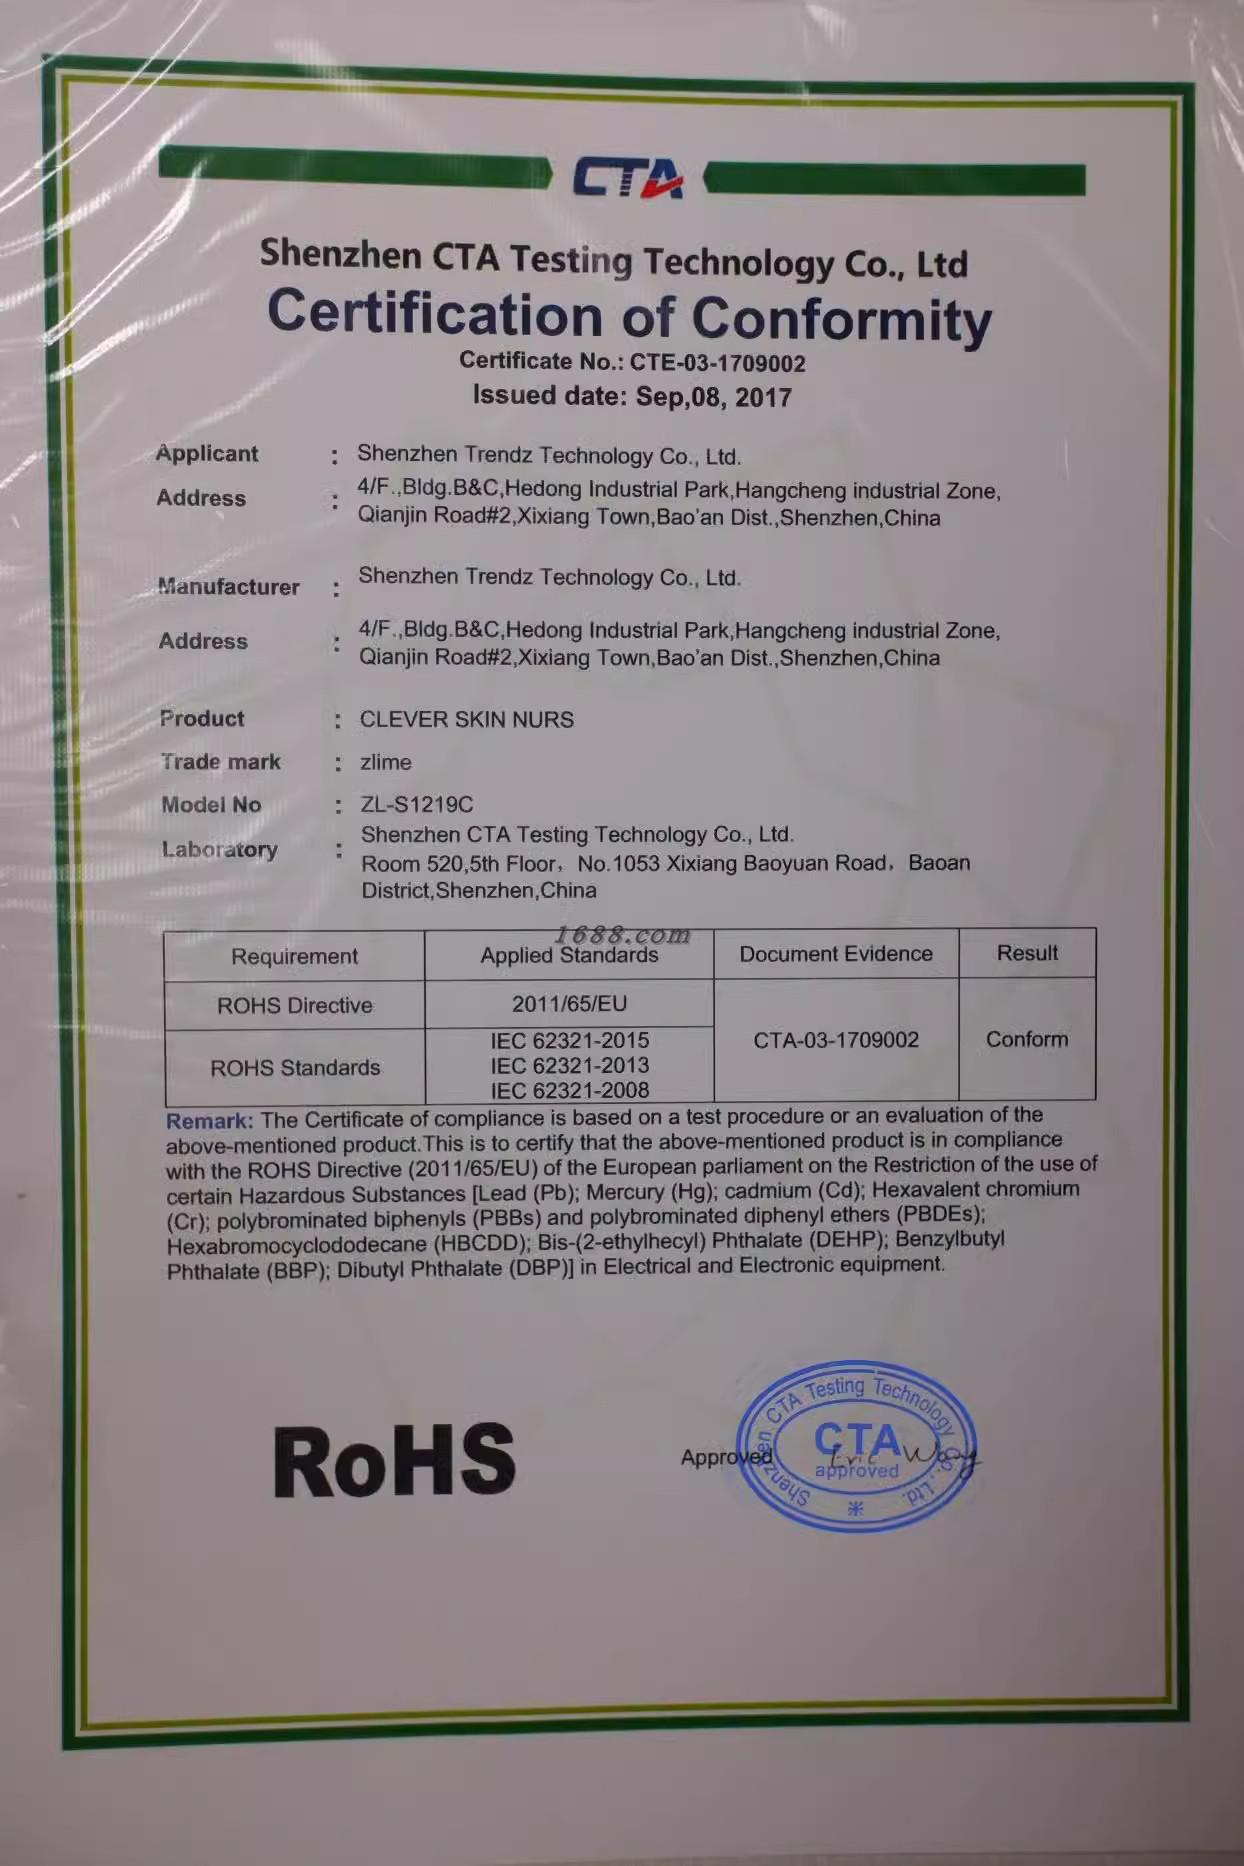 CTA
Shenzhen CTA Testing Technology Co., Ltd
Certification of Conformity
Certificate No.: CTE-03-1709002
Issued date: Sep,08, 2017
Applicant : Shenzhen Trendz Technology Co., Ltd.
Address : 4/F.,Bldg.B&C,Hedong Industrial Park,Hangcheng industrial Zone,
Qianjin Road#2,Xixiang Town,Bao'an Dist.,Shenzhen,China
Manufacturer : Shenzhen Trendz Technology Co., Ltd.
Address : 4/F.,Bldg.B&C,Hedong Industrial Park,Hangcheng industrial Zone,
Qianjin Road#2,Xixiang Town,Bao'an Dist.,Shenzhen,China
Product : CLEVER SKIN NURS
Trade mark : zlime
Model No : ZL-S1219C
Laboratory : Shenzhen CTA Testing Technology Co., Ltd.
Room 520,5th Floor，No.1053 Xixiang Baoyuan Road，Baoan
District,Shenzhen,China
1688.com
Requirement Applied Standards Document Evidence Result
ROHS Directive 2011/65/EU CTA-03-1709002 Conform
ROHS Standards IEC 62321-2015
IEC 62321-2013
IEC 62321-2008
Remark: The Certificate of compliance is based on a test procedure or an evaluation of the
above-mentioned product.This is to certify that the above-mentioned product is in compliance
with the ROHS Directive (2011/65/EU) of the European parliament on the Restriction of the use of
certain Hazardous Substances [Lead (Pb); Mercury (Hg); cadmium (Cd); Hexavalent chromium
(Cr); polybrominated biphenyls (PBBs) and polybrominated diphenyl ethers (PBDEs);
Hexabromocyclododecane (HBCDD); Bis-(2-ethylhecyl) Phthalate (DEHP); Benzylbutyl
Phthalate (BBP); Dibutyl Phthalate (DBP)] in Electrical and Electronic equipment.
RoHS
Approved
Shenzhen CTA Testing Technology Co., Ltd.
CTA
approved
Eric Wang